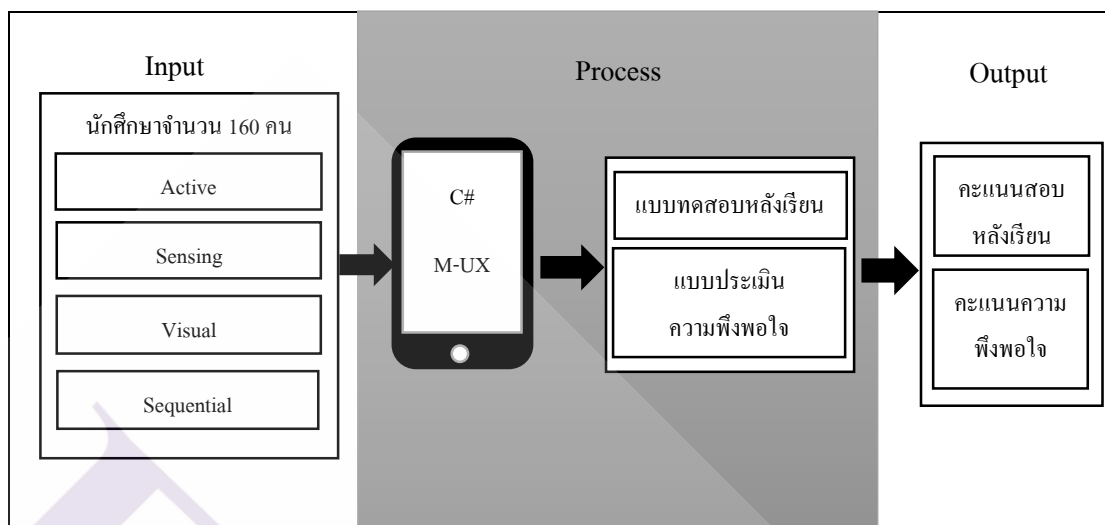 Input
นักศึกษาจำนวน 160 คน
Active
Sensing
Visual
Sequential
Process
C#
M-UX
แบบทดสอบหลังเรียน
แบบประเมิน
ความพึงพอใจ
Output
คะแนนสอบ
หลังเรียน
คะแนนความ
พึงพอใจ